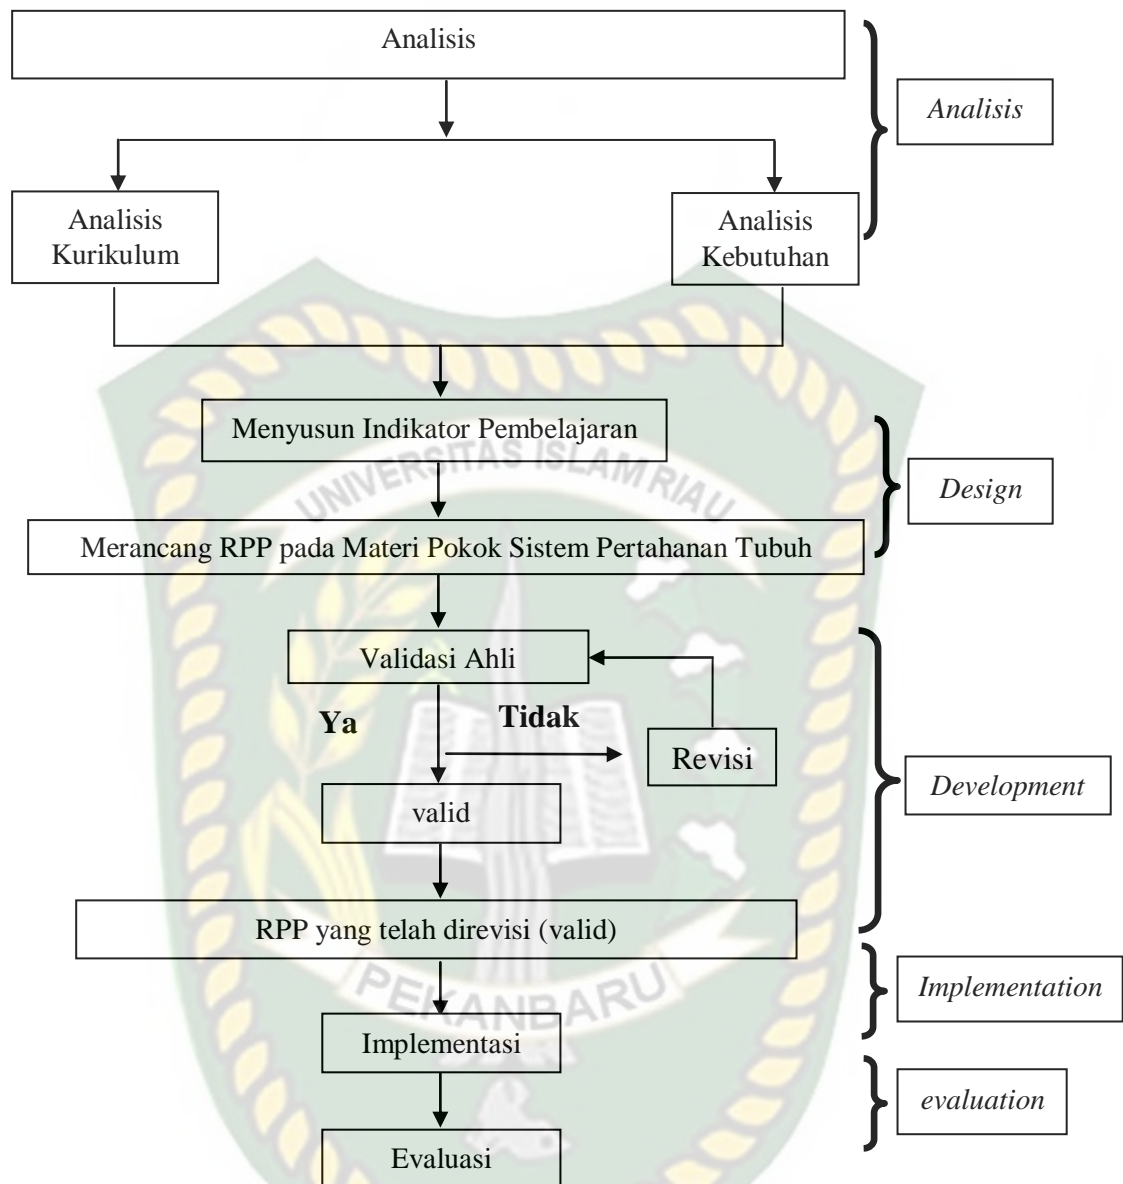 Analisis
Analisis
Analisis
Kurikulum
Analisis
Kebutuhan
Menyusun Indikator Pembelajaran
UNIVERSITAS ISLAM RIAU
Design
Merancang RPP pada Materi Pokok Sistem Pertahanan Tubuh
Validasi Ahli
Ya
Tidak
Revisi
Development
valid
RPP yang telah direvisi (valid)
PEKANBARU
Implementation
Implementasi
evaluation
Evaluasi